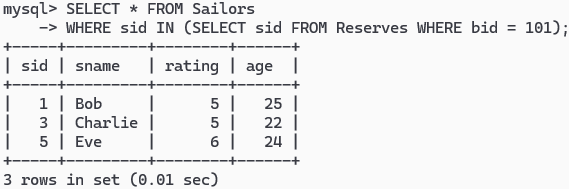 mysql> SELECT * FROM Sailors
    -> WHERE sid IN (SELECT sid FROM Reserves WHERE bid = 101);
+-----+---------+--------+------+
| sid | sname   | rating | age  |
+-----+---------+--------+------+
|   1 | Bob     |      5 |   25 |
|   3 | Charlie |      5 |   22 |
|   5 | Eve     |      6 |   24 |
+-----+---------+--------+------+
3 rows in set (0.01 sec)